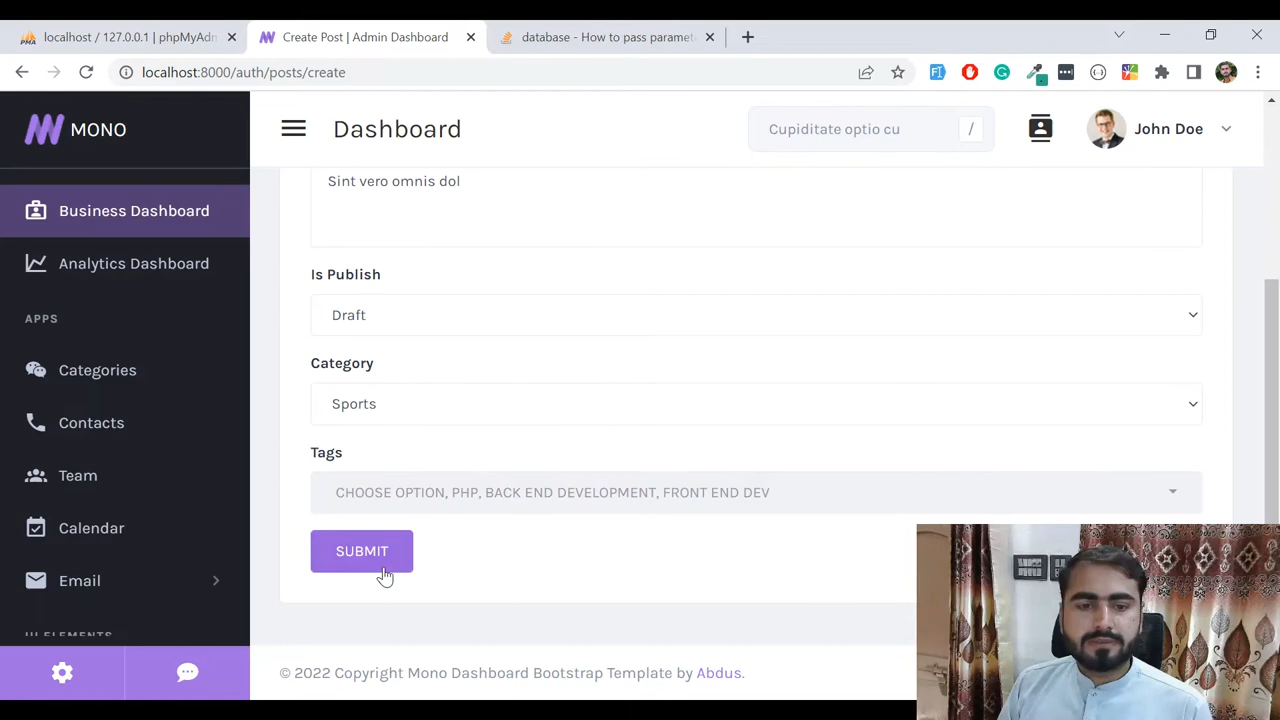 localhost / 127.0.0.1 | phpMyAdm
Create Post | Admin Dashboard
database - How to pass paramete
localhost:8000/auth/posts/create
MONO
Dashboard
Cupiditate optio cu
/
John Doe
Business Dashboard
Analytics Dashboard
APPS
Categories
Contacts
Team
Calendar
Email
UI ELEMENTS
Sint vero omnis dol
Is Publish
Draft
Category
Sports
Tags
CHOOSE OPTION, PHP, BACK END DEVELOPMENT, FRONT END DEV
SUBMIT
© 2022 Copyright Mono Dashboard Bootstrap Template by Abdus.